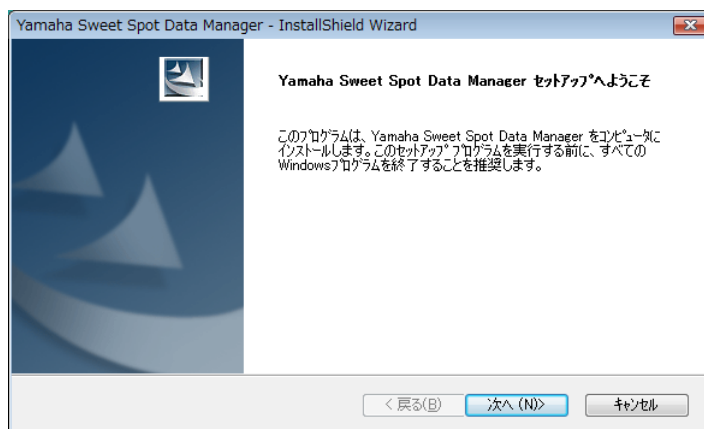 Yamaha Sweet Spot Data Manager - InstallShield Wizard
Yamaha Sweet Spot Data Manager ｾｯﾄｱｯﾌﾟへようこそ
このﾌﾟﾛｸﾞﾗﾑは、Yamaha Sweet Spot Data Manager をｺﾝﾋﾟｭｰﾀに
ｲﾝｽﾄｰﾙします。このｾｯﾄｱｯﾌﾟ ﾌﾟﾛｸﾞﾗﾑを実行する前に、すべての
Windowsﾌﾟﾛｸﾞﾗﾑを終了することを推奨します。
< 戻る(B)
次へ (N)>
ｷｬﾝｾﾙ